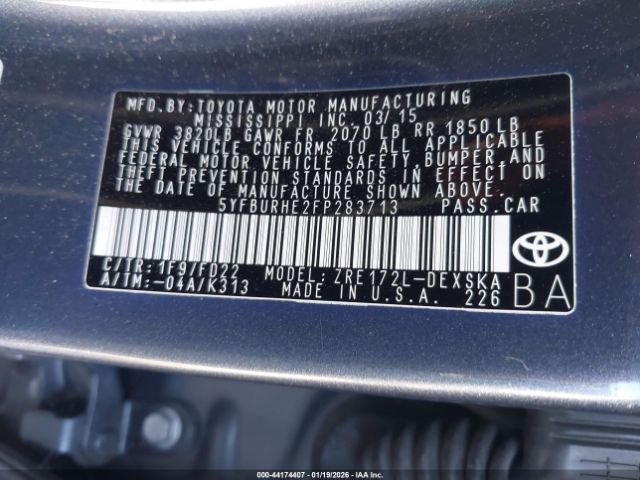 MFD. BY: TOYOTA MOTOR MANUFACTURING
MISSISSIPPI INC. 03/15
GVWR 3820LB GAWR FR. 2070 LB RR 1850 LB
THIS VEHICLE CONFORMS TO ALL APPLICABLE
FEDERAL MOTOR VEHICLE SAFETY, BUMPER, AND
THEFT PREVENTION STANDARDS IN EFFECT ON
THE DATE OF MANUFACTURE SHOWN ABOVE.
5YFBURHE2FP283713 PASS. CAR
C/TR: 1F9/FD22 MODEL: ZRE172L-DEXSKA
A/TM: -04A/K313 MADE IN U.S.A. 226
BA
000-44174407 - 01/19/2026 - IAA Inc.